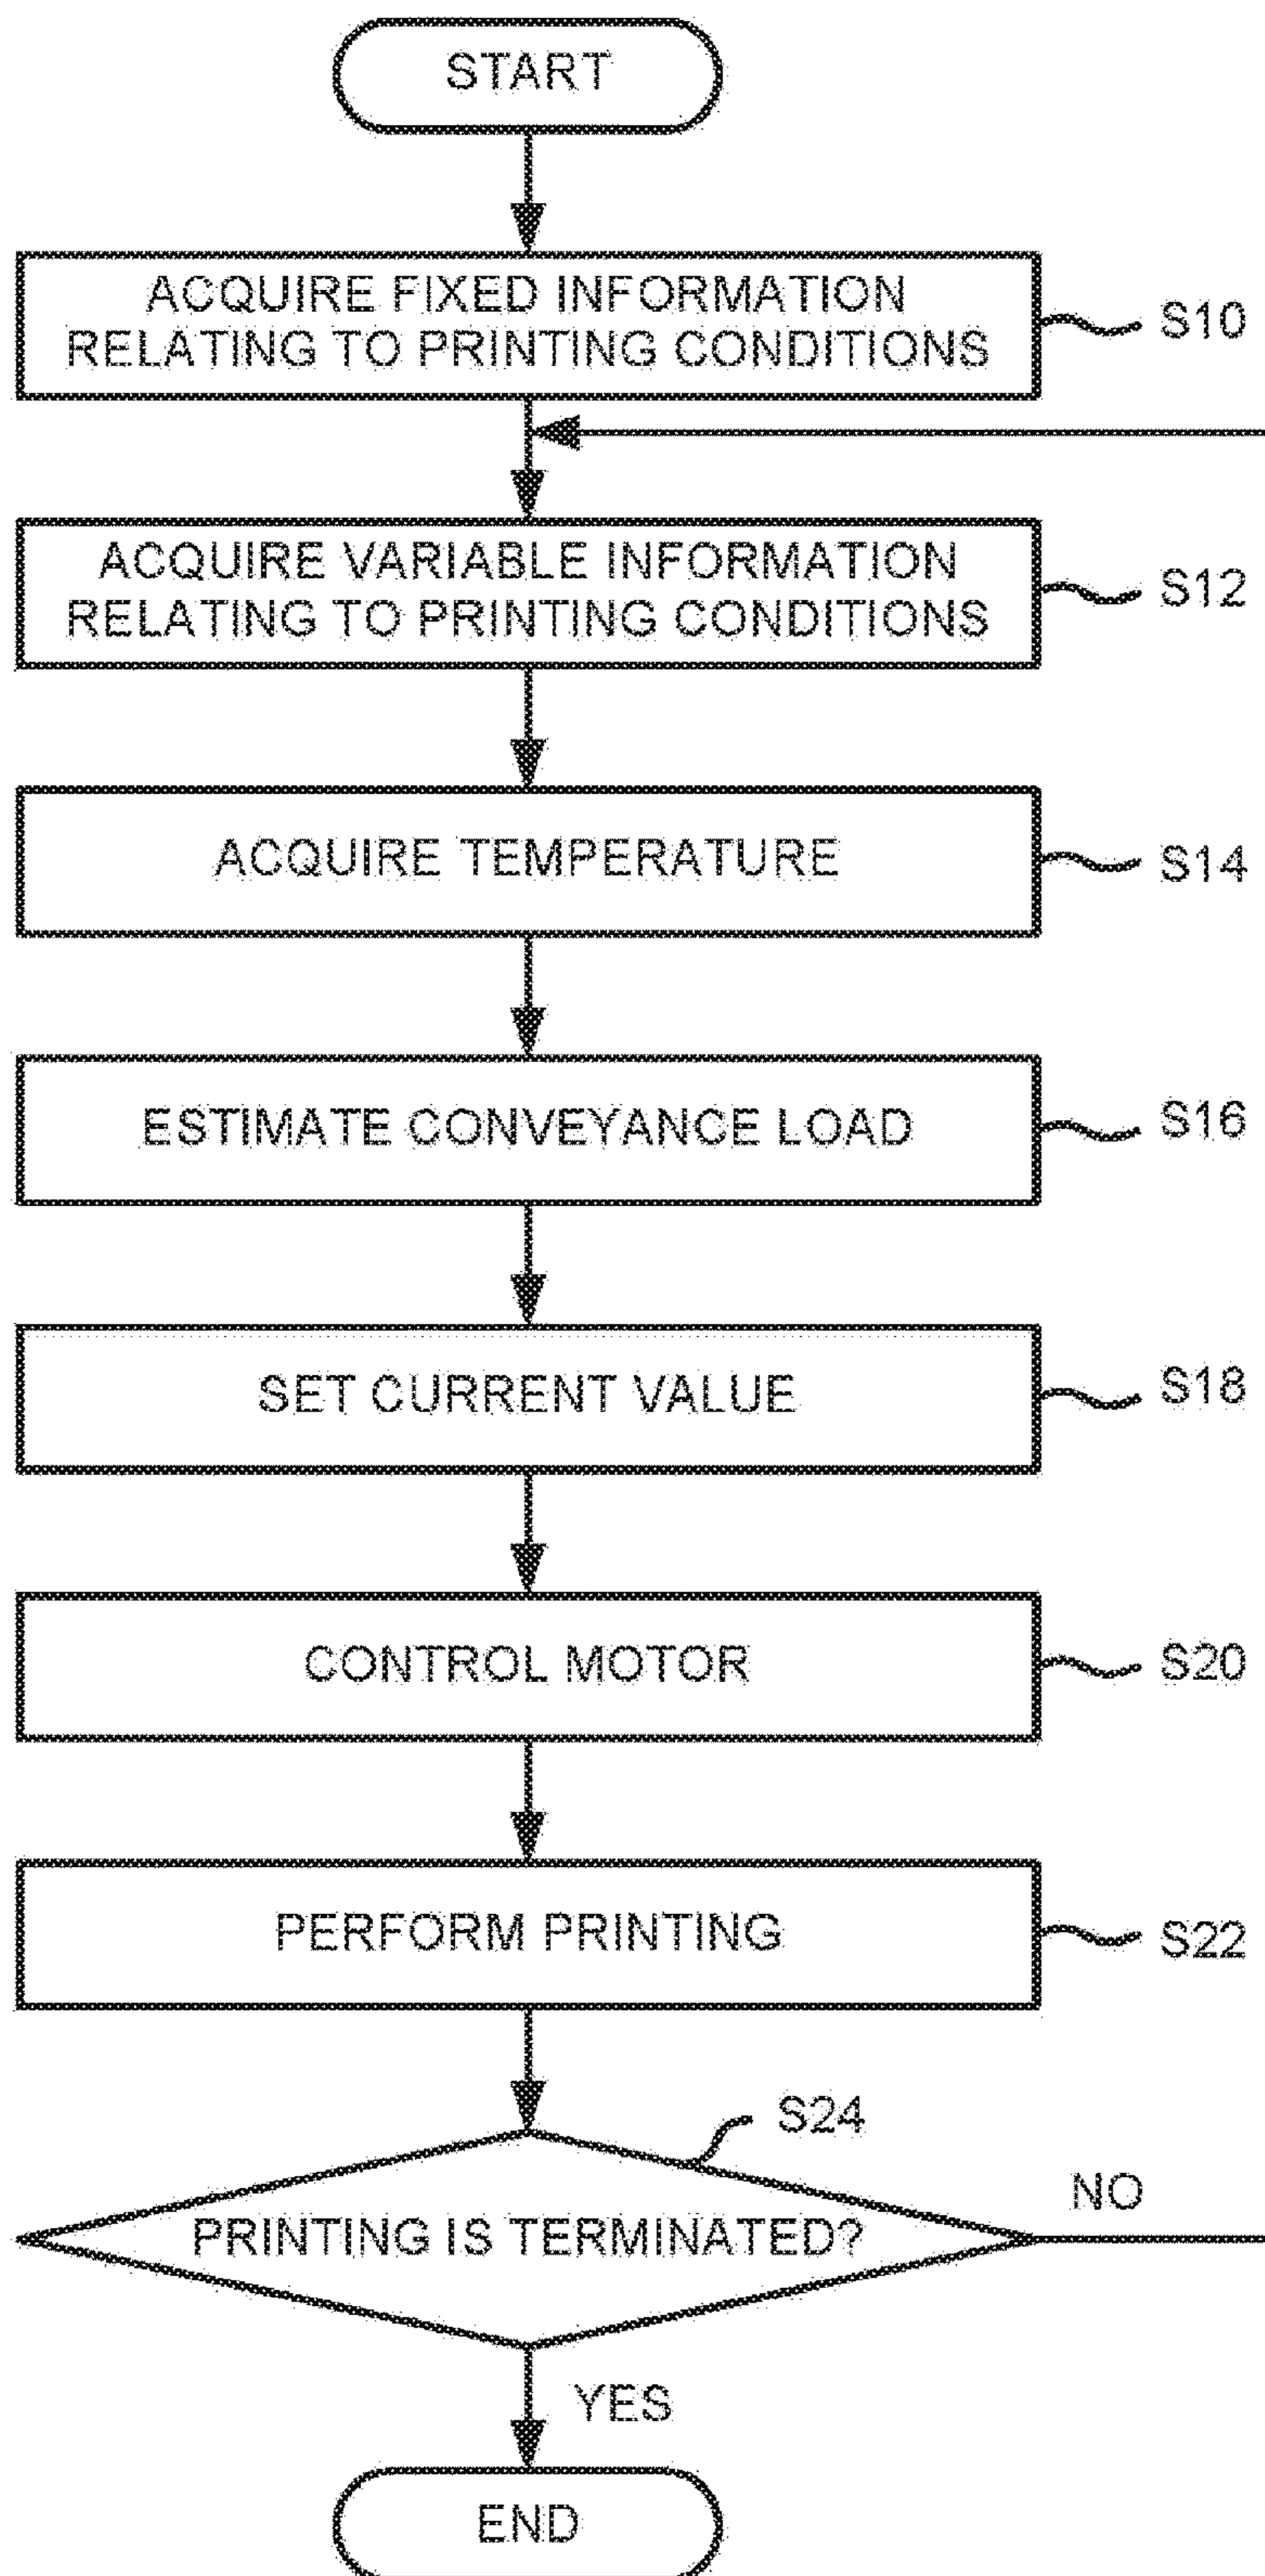 START
ACQUIRE FIXED INFORMATION
RELATING TO PRINTING CONDITIONS
S10
ACQUIRE VARIABLE INFORMATION
RELATING TO PRINTING CONDITIONS
S12
ACQUIRE TEMPERATURE
S14
ESTIMATE CONVEYANCE LOAD
S16
SET CURRENT VALUE
S18
CONTROL MOTOR
S20
PERFORM PRINTING
S22
S24
PRINTING IS TERMINATED?
NO
YES
END